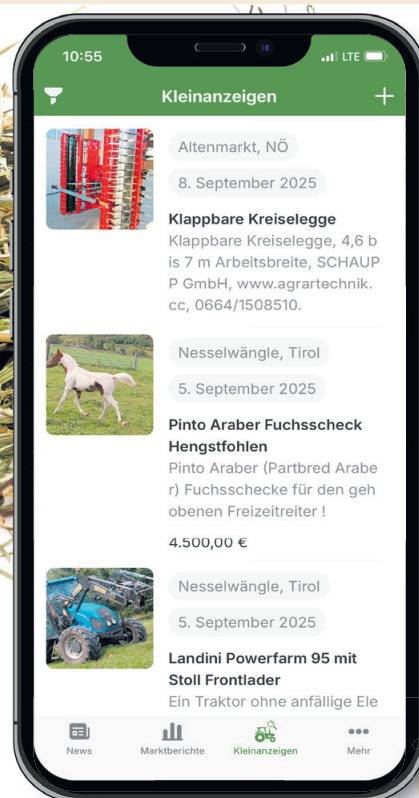 10:55
LTE
Kleinanzeigen
Altenmarkt, NÖ
8. September 2025
Klappbare Kreiselegge
Klappbare Kreiselegge, 4,6 b
is 7 m Arbeitsbreite, SCHAUP
P GmbH, www.agrartechnik.
cc, 0664/1508510.
Nesselwängle, Tirol
5. September 2025
Pinto Araber Fuchsscheck
Hengstfohlen
Pinto Araber (Partbred Arabe
r) Fuchsschecke für den geh
obenen Freizeitreiter !
4.500,00 €
Nesselwängle, Tirol
5. September 2025
Landini Powerfarm 95 mit
Stoll Frontlader
Ein Traktor ohne anfällige Ele
News
Marktberichte
Kleinanzeigen
Mehr